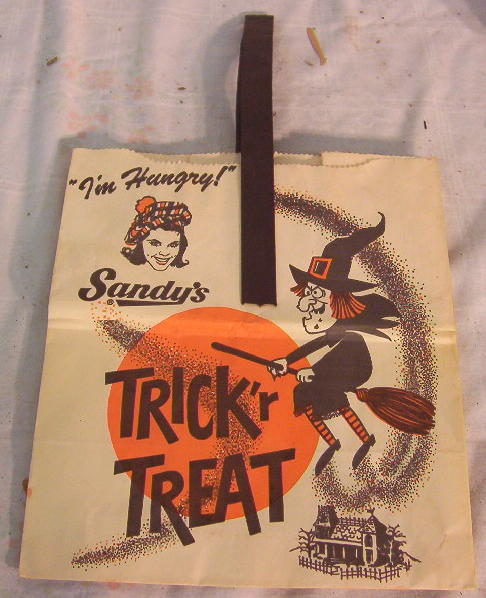 "I'm Hungry!"
Sandy's
®
TRICK'r
TREAT